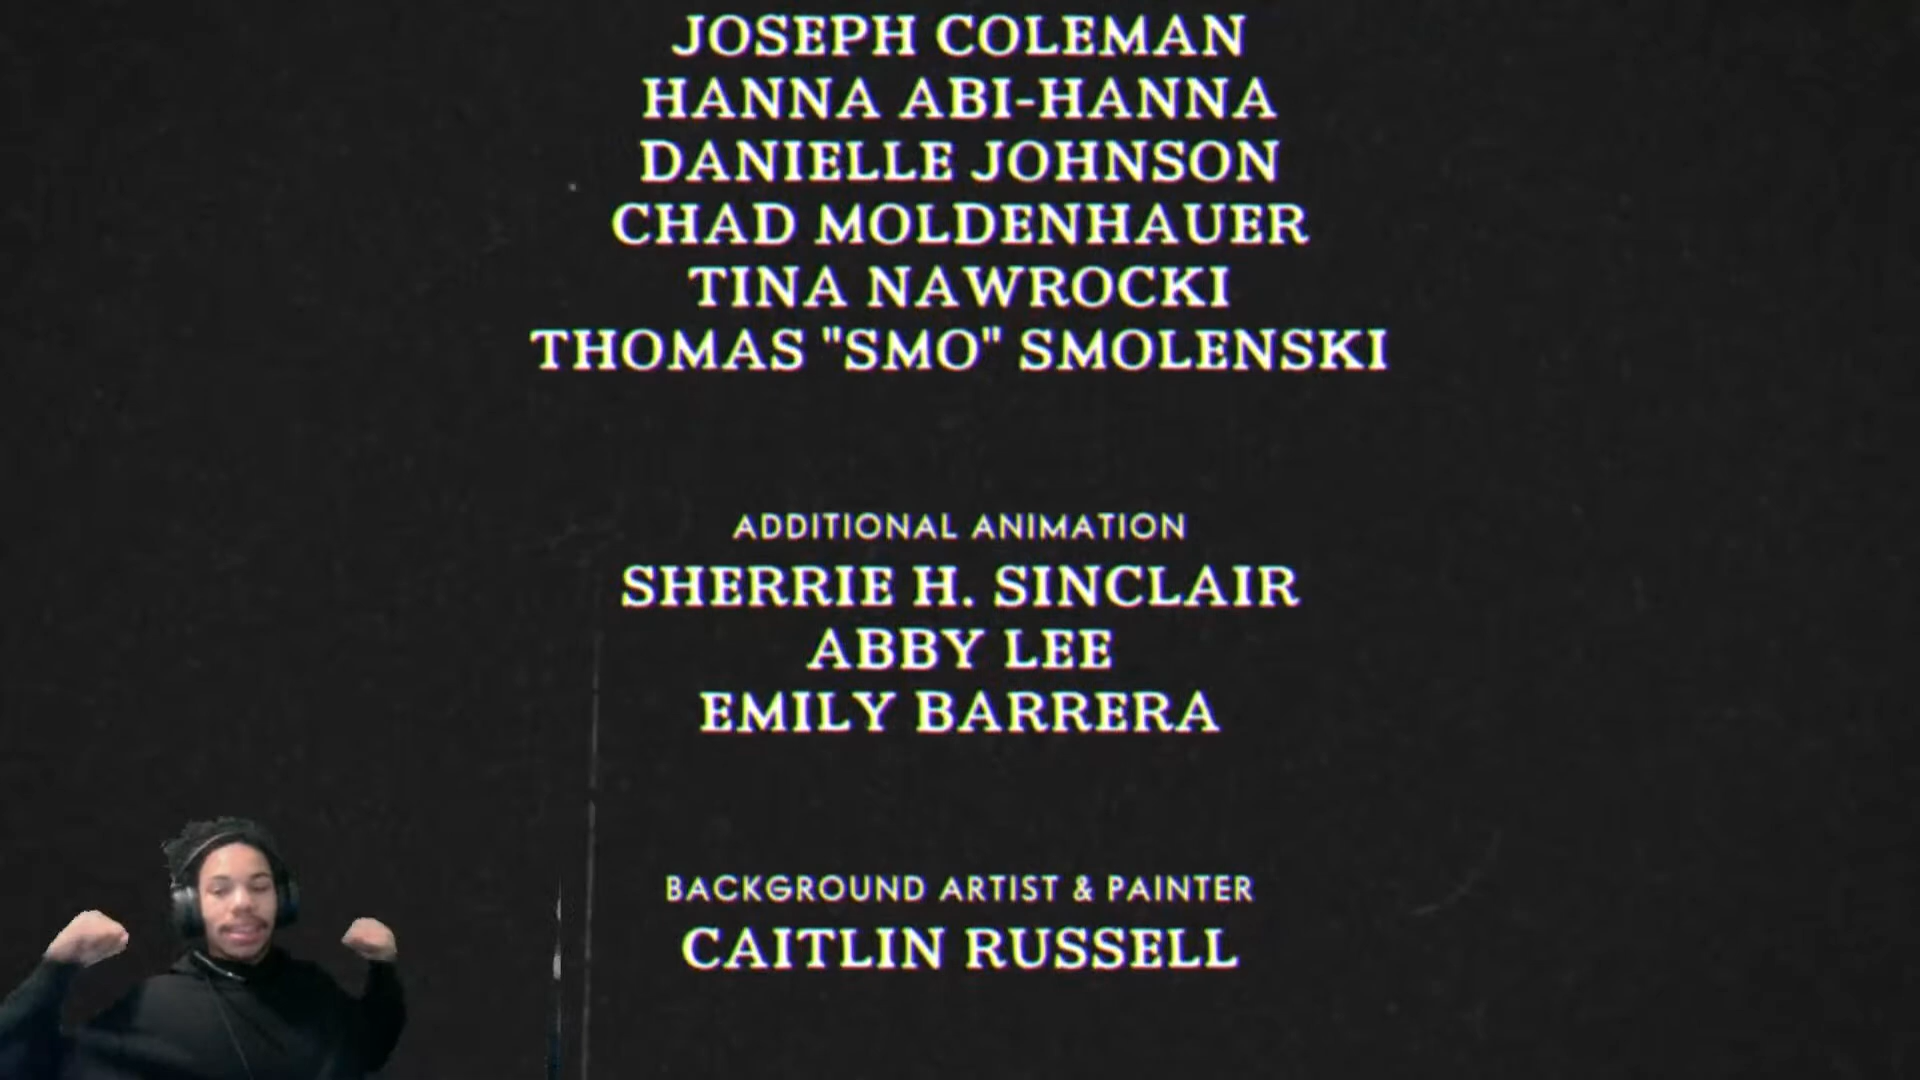 JOSEPH COLEMAN
HANNA ABI-HANNA
DANIELLE JOHNSON
CHAD MOLDENHAUER
TINA NAWROCKI
THOMAS "SMO" SMOLENSKI
ADDITIONAL ANIMATION
SHERRIE H. SINCLAIR
ABBY LEE
EMILY BARRERA
BACKGROUND ARTIST & PAINTER
CAITLIN RUSSELL